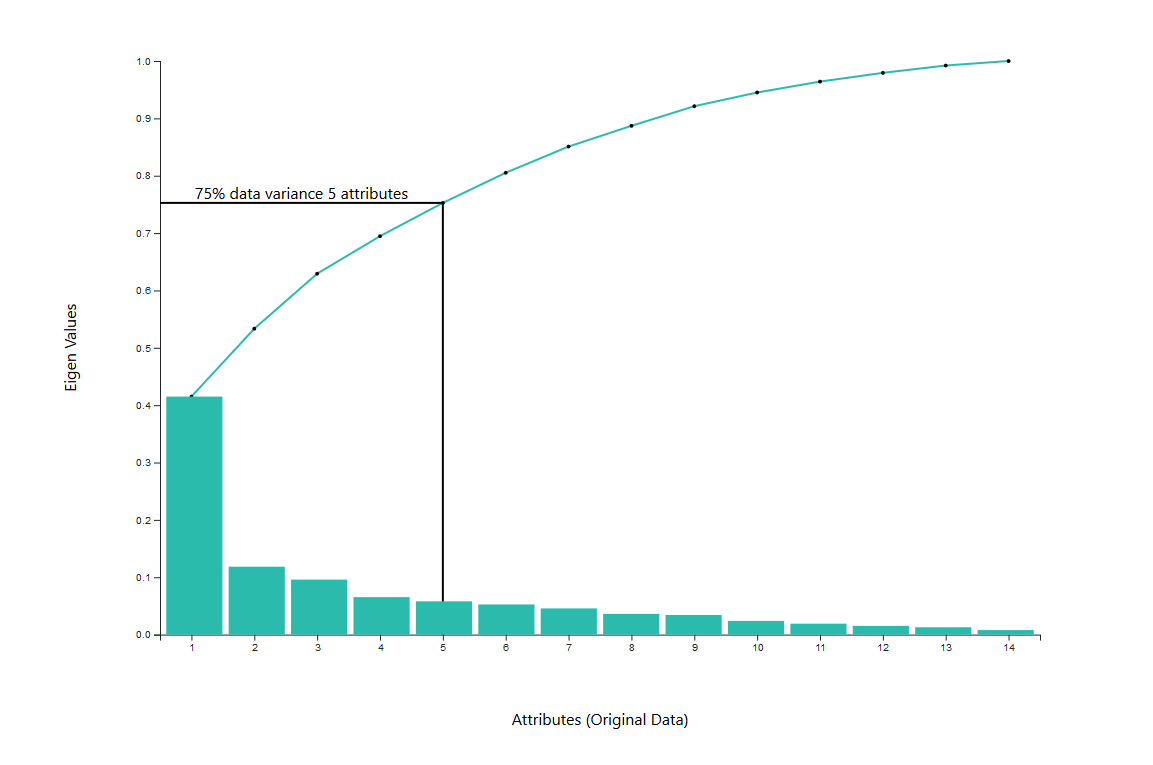 1.0
0.9
0.8
75% data variance 5 attributes
0.7
0.6
0.5
0.4
0.3
0.2
0.1
0.0
Eigen Values
1 2 3 4 5 6 7 8 9 10 11 12 13 14
Attributes (Original Data)